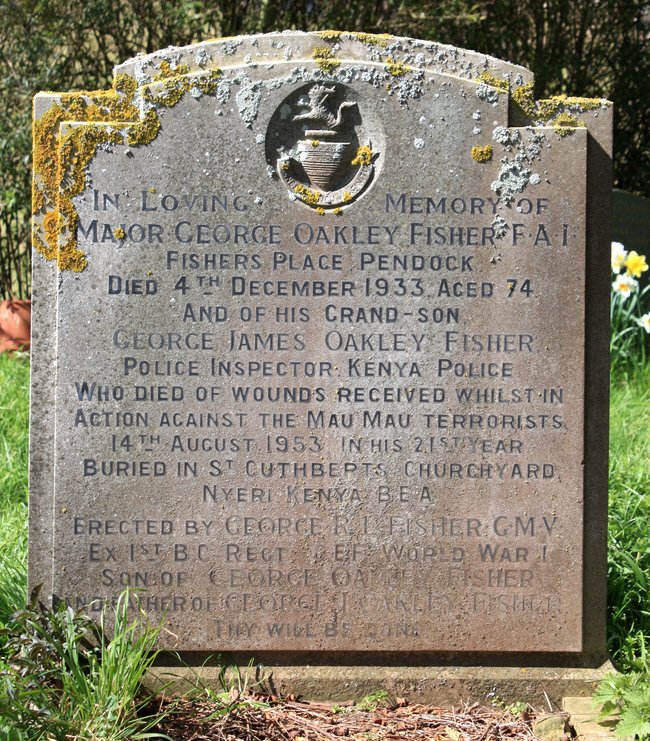 In Loving Memory of
Major George Oakley Fisher F.A.I.
Fishers Place Pendock
Died 4th December 1933, Aged 74
And of his Grand-son
George James Oakley Fisher
Police Inspector Kenya Police
Who died of wounds received whilst in
Action against the Mau Mau terrorists
14th August 1953 in his 21st year
Buried in St Cuthberts Churchyard
Nyeri Kenya B.E.A
Erected by George R. Fisher G.M.V
Ex 1st B.C Regt World War I
Son of George Oakley Fisher
And Father of George J. Oakley Fisher
Thy will be done